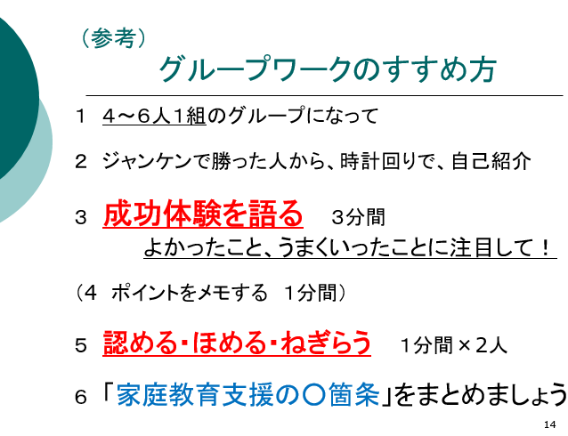 （参考）
グループワークのすすめ方
1 4～6人1組のグループになって
2 ジャンケンで勝った人から、時計回りで、自己紹介
3 成功体験を語る 3分間
よかったこと、うまくいったことに注目して！
（4 ポイントをメモする 1分間）
5 認める・ほめる・ねぎらう 1分間×2人
6 「家庭教育支援の〇箇条」をまとめましょう
14